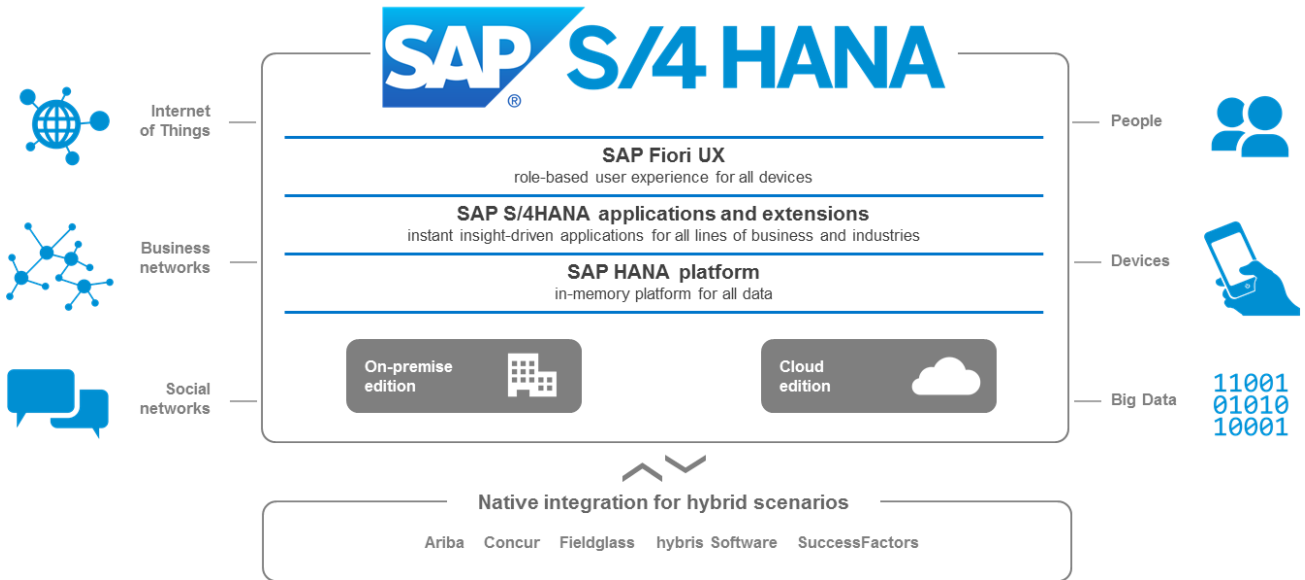 SAP ® S/4 HANA
Internet
of Things
Business
networks
Social
networks
SAP Fiori UX
role-based user experience for all devices
SAP S/4HANA applications and extensions
instant insight-driven applications for all lines of business and industries
SAP HANA platform
in-memory platform for all data
On-premise
edition
Cloud
edition
People
Devices
Big Data
11001
01010
10001
Native integration for hybrid scenarios
Ariba Concur Fieldglass hybris Software SuccessFactors